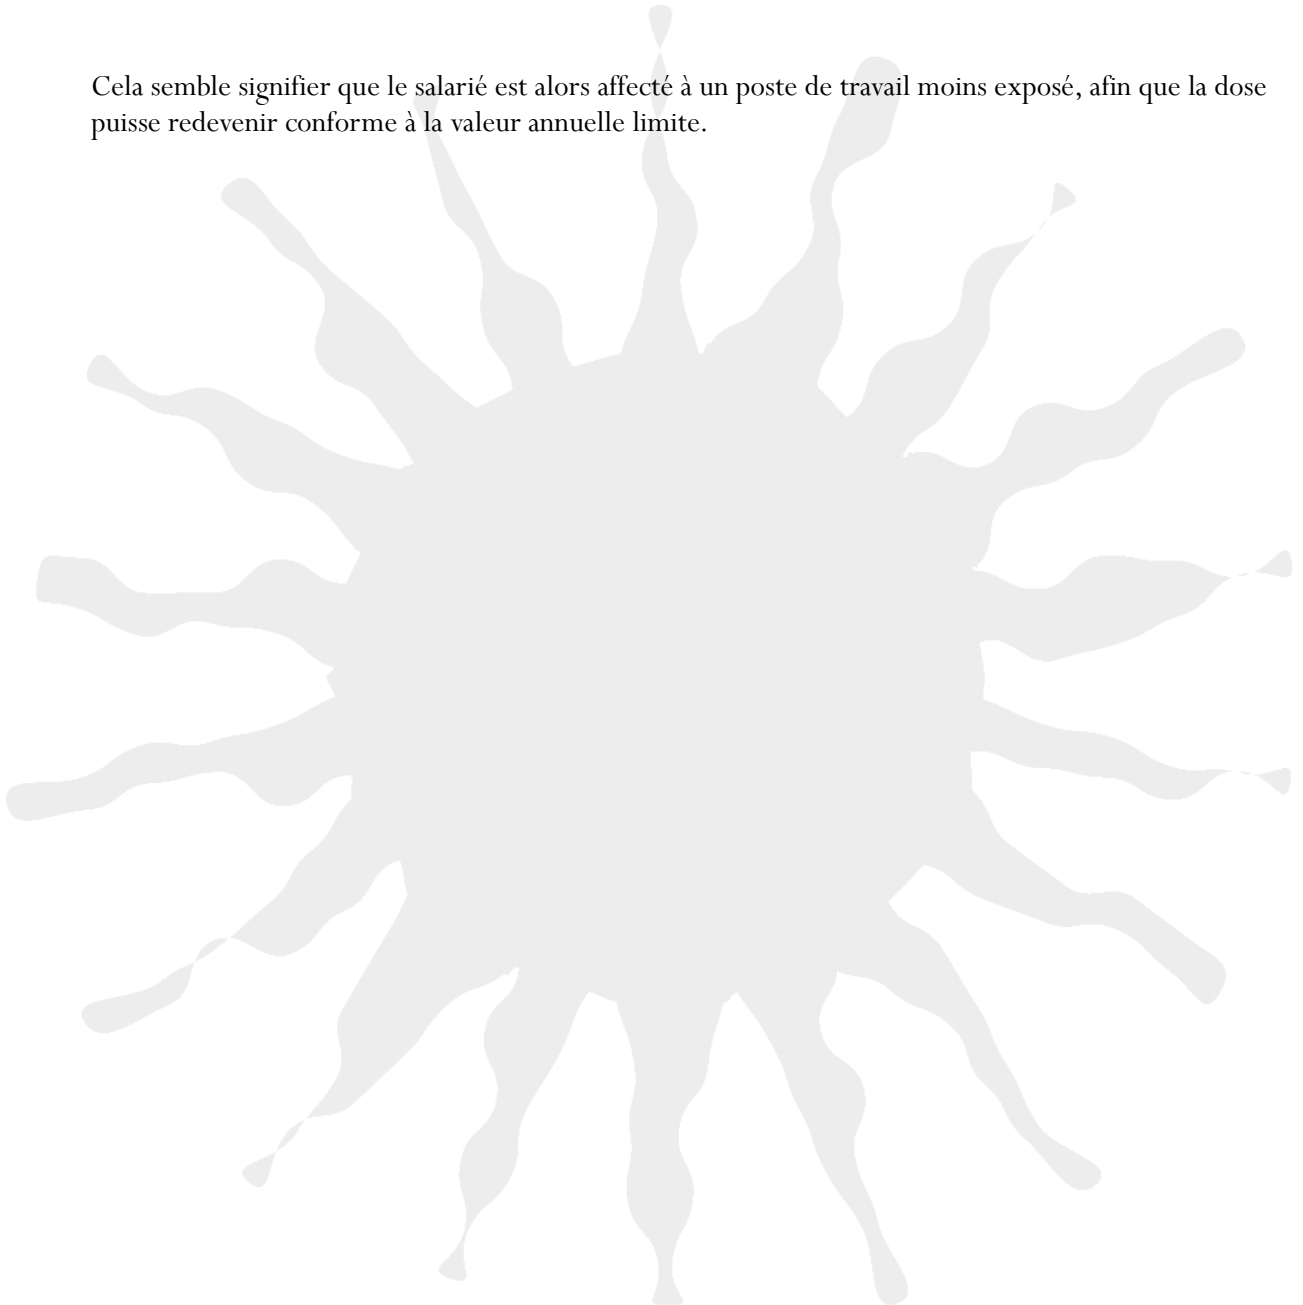 Cela semble signifier que le salarié est alors affecté à un poste de travail moins exposé, afin que la dose
puisse redevenir conforme à la valeur annuelle limite.